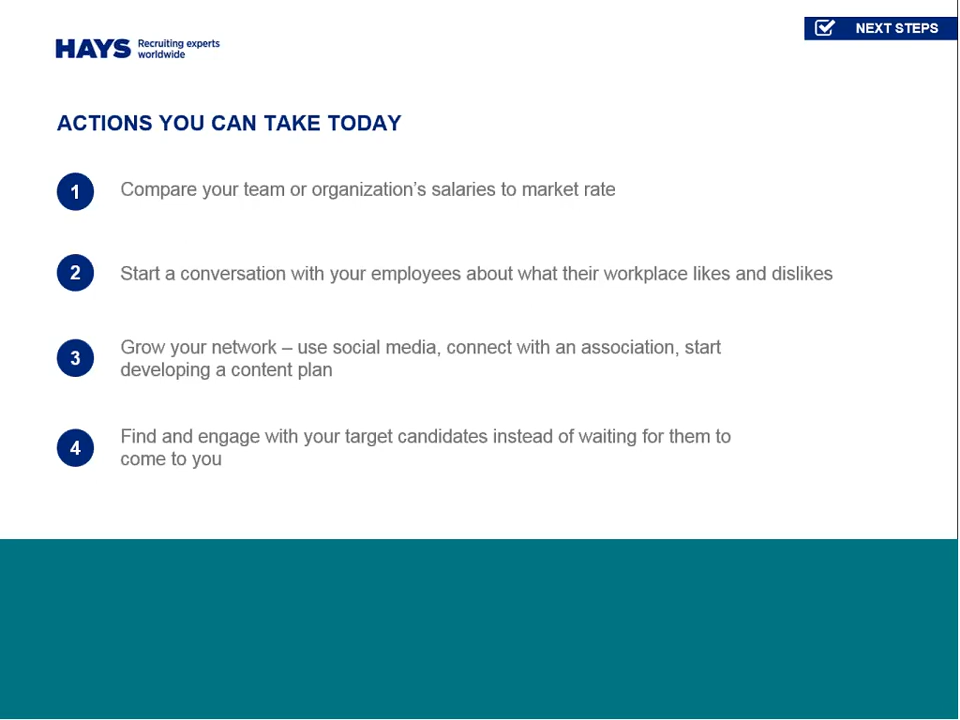 NEXT STEPS
HAYS Recruiting experts
worldwide
ACTIONS YOU CAN TAKE TODAY
1 Compare your team or organization's salaries to market rate
2 Start a conversation with your employees about what their workplace likes and dislikes
3 Grow your network – use social media, connect with an association, start
developing a content plan
4 Find and engage with your target candidates instead of waiting for them to
come to you